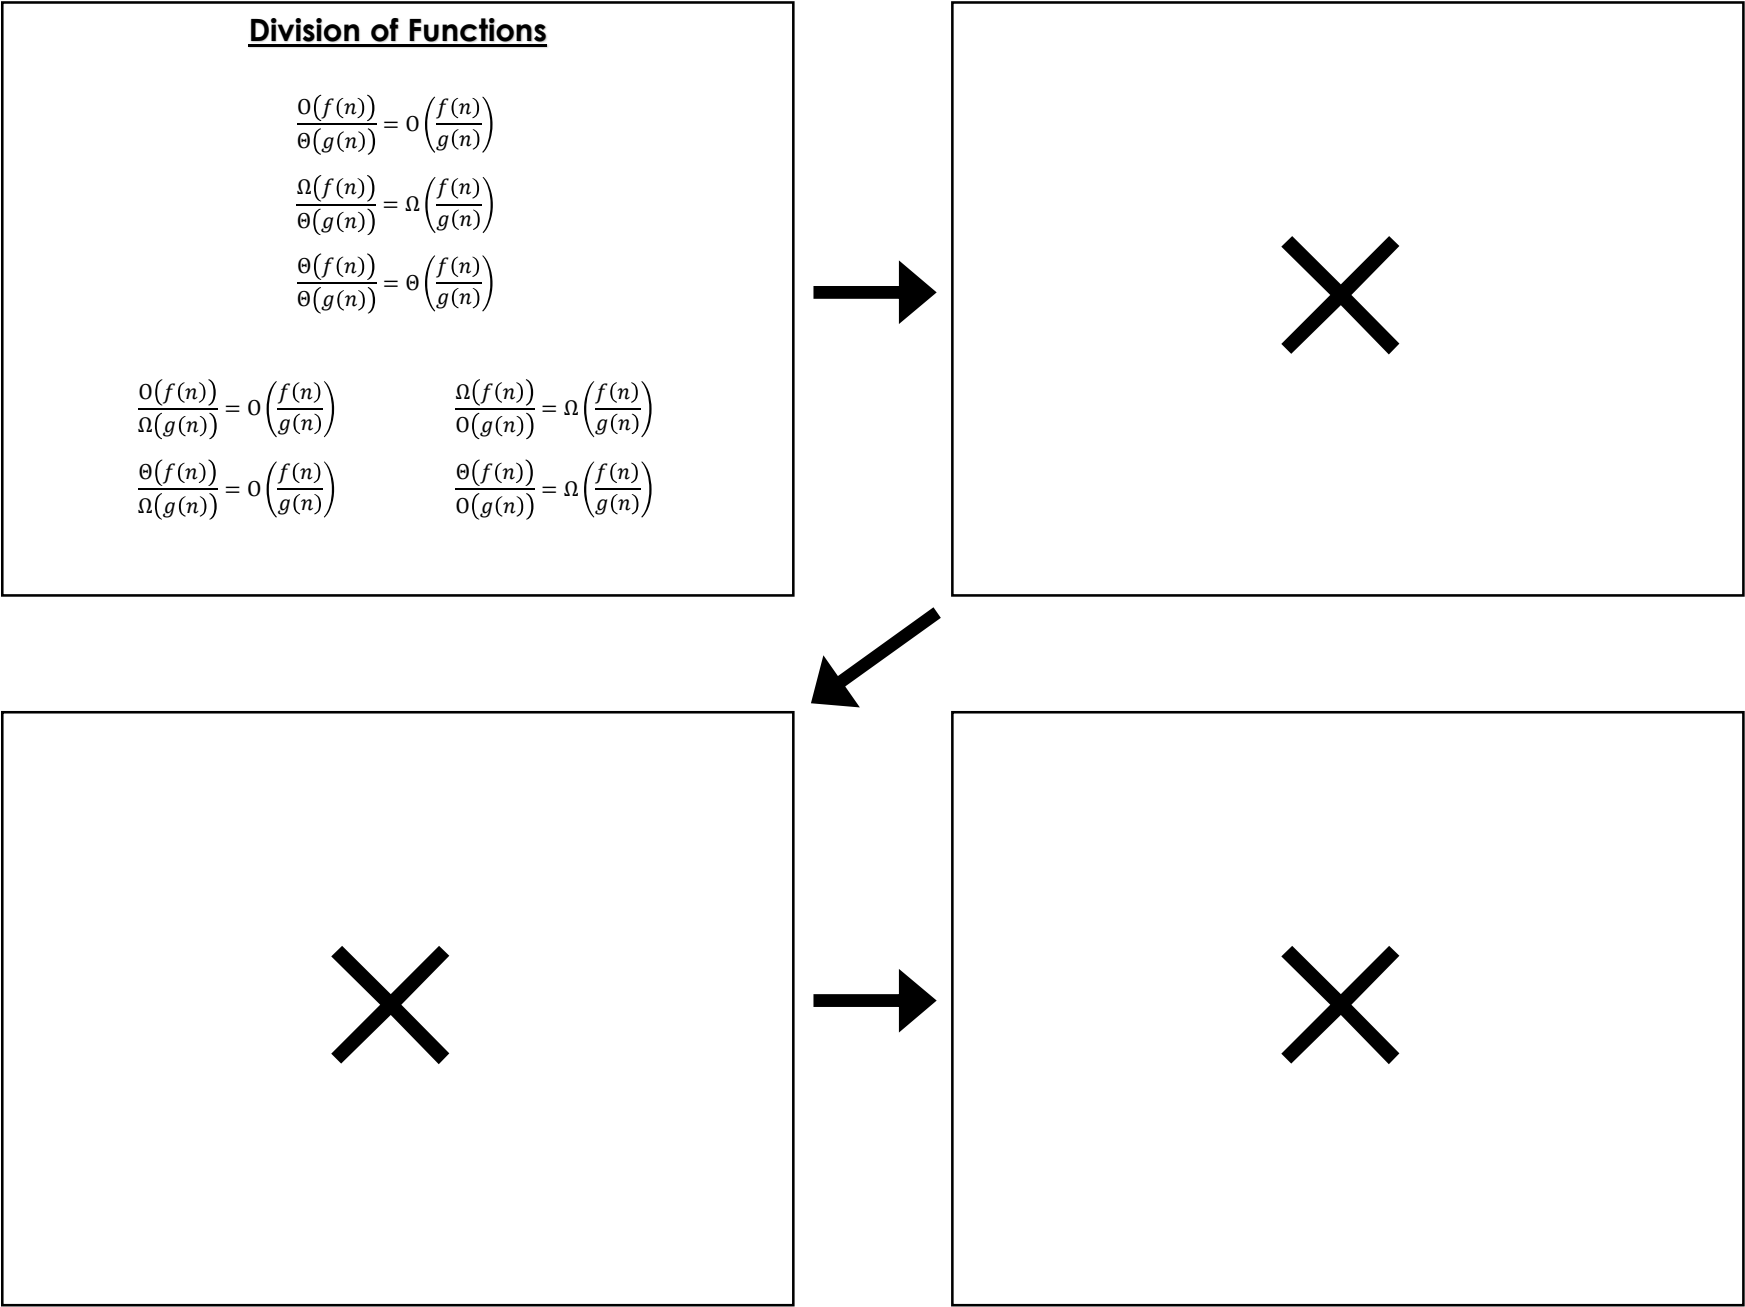 Division of Functions
O(f(n)) / Θ(g(n)) = O(f(n) / g(n))
Ω(f(n)) / Θ(g(n)) = Ω(f(n) / g(n))
Θ(f(n)) / Θ(g(n)) = Θ(f(n) / g(n))
O(f(n)) / Ω(g(n)) = O(f(n) / g(n)) Ω(f(n)) / O(g(n)) = Ω(f(n) / g(n))
Θ(f(n)) / Ω(g(n)) = O(f(n) / g(n)) Θ(f(n)) / O(g(n)) = Ω(f(n) / g(n))